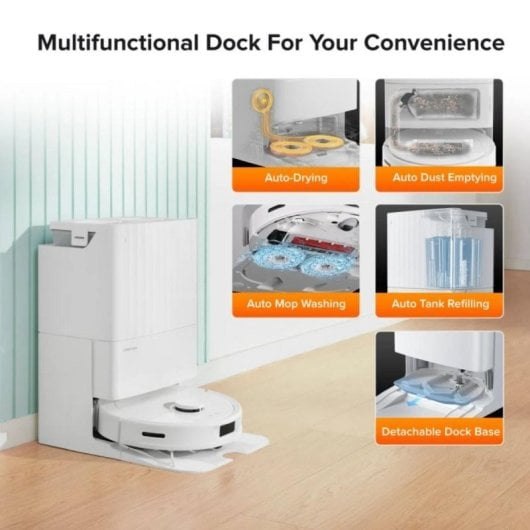 Multifunctional Dock For Your Convenience
Auto-Drying
Auto Dust Emptying
Auto Mop Washing
Auto Tank Refilling
Detachable Dock Base